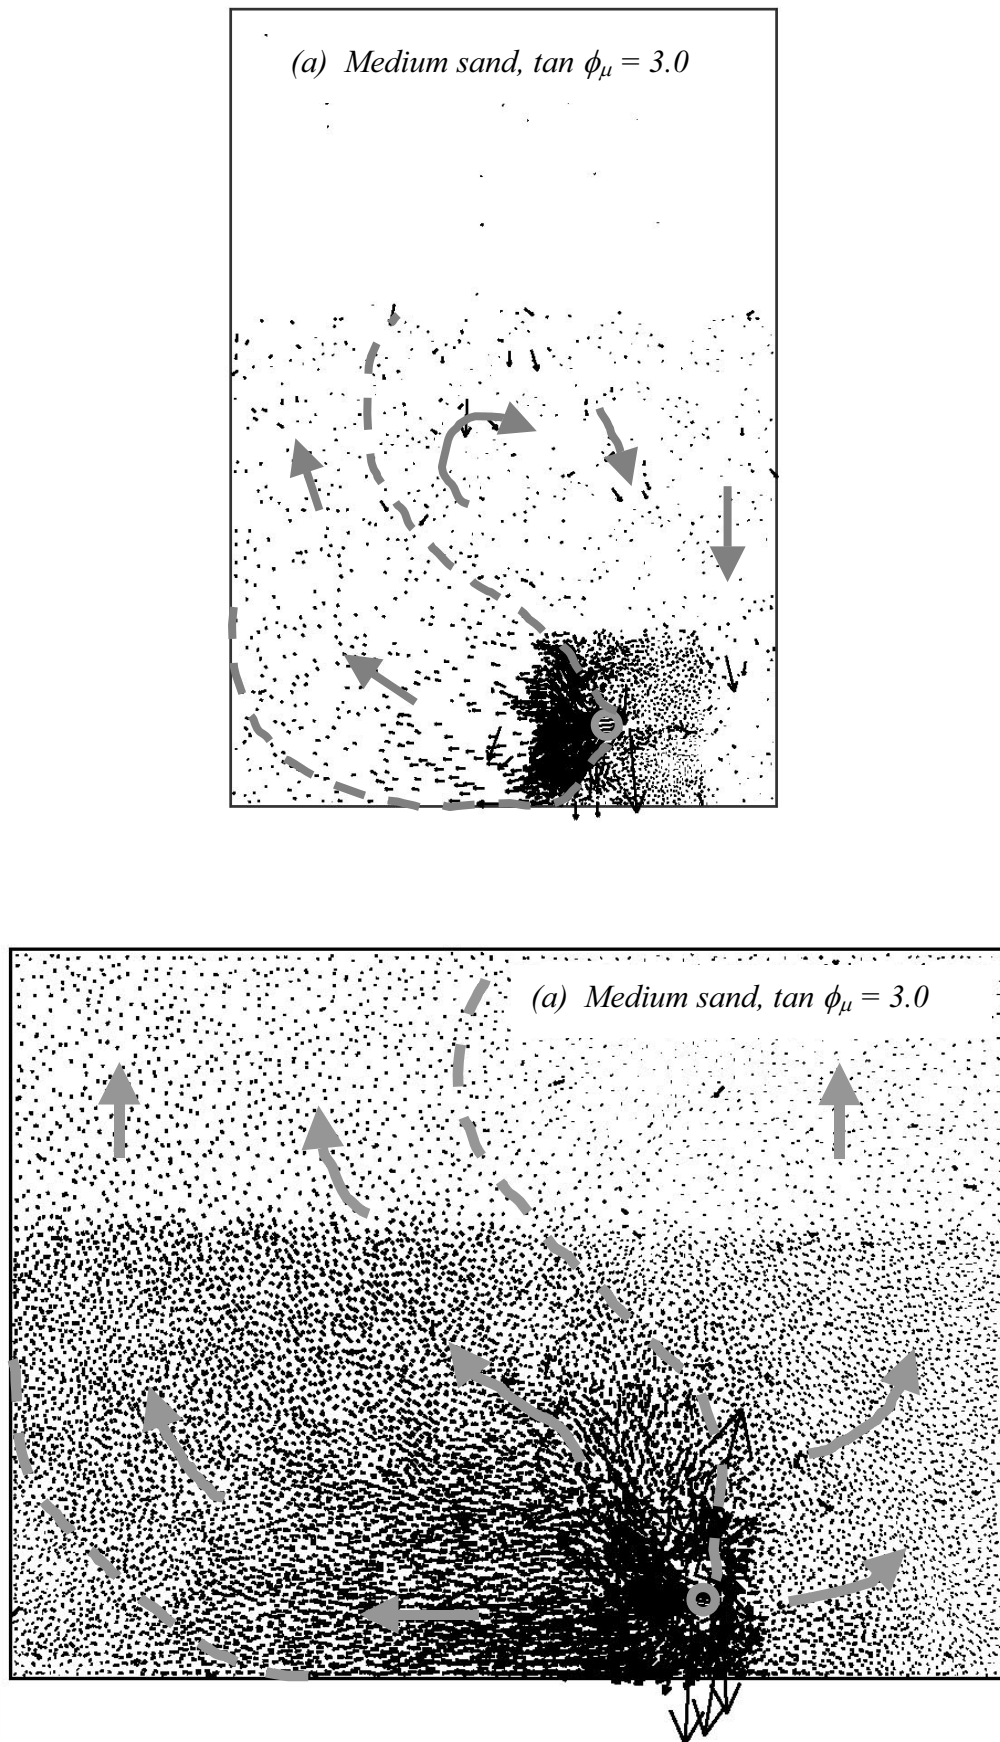 (a) Medium sand, tan ϕμ = 3.0
(a) Medium sand, tan ϕμ = 3.0